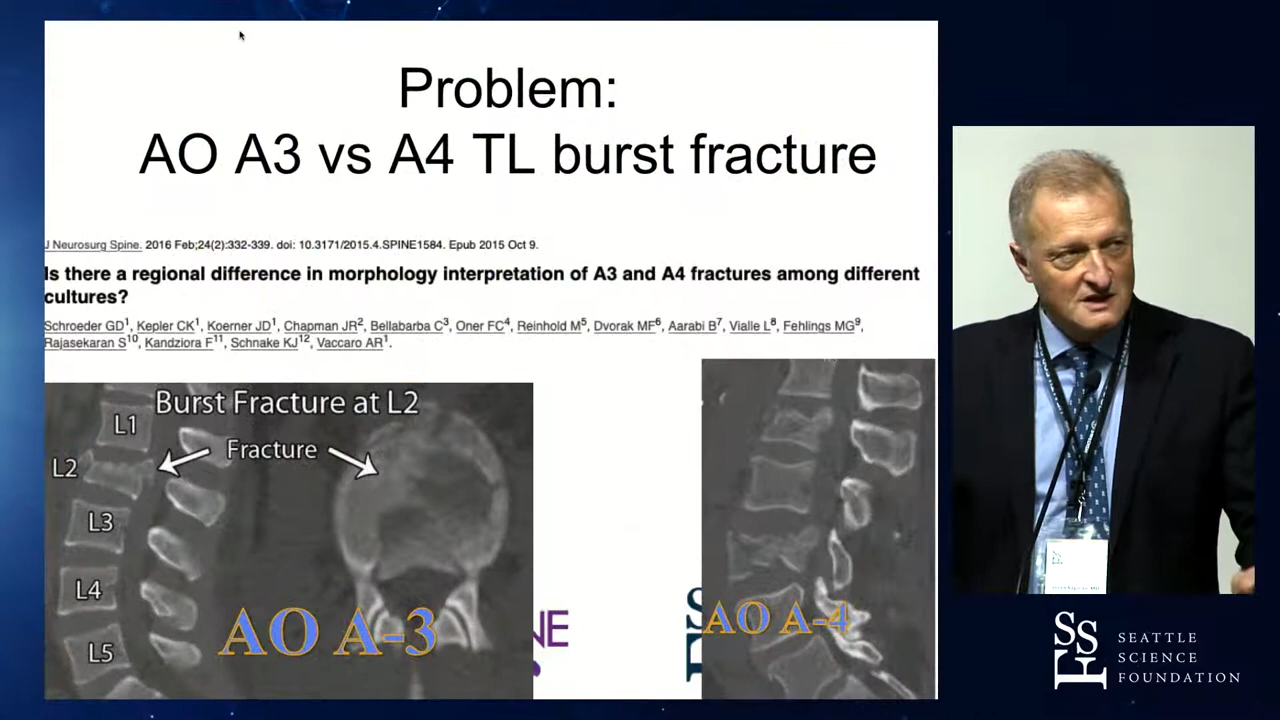 Problem:
AO A3 vs A4 TL burst fracture
J Neurosurg Spine. 2016 Feb;24(2):332-339. doi: 10.3171/2015.4.SPINE1584. Epub 2015 Oct 9.
Is there a regional difference in morphology interpretation of A3 and A4 fractures among different
cultures?
Schroeder GD1, Kepler CK1, Koerner JD1, Chapman JR2, Bellabarba C3, Oner FC4, Reinhold M5, Dvorak MF6, Aarabi B7, Vialle L8, Fehlings MG9,
Rajasekaran S10, Kandziora F11, Schnake KJ12, Vaccaro AR1.
Burst Fracture at L2
L1
Fracture
L2
L3
L4
L5
AO A-3
NE
AO A-4
SSF
SEATTLE
SCIENCE
FOUNDATION